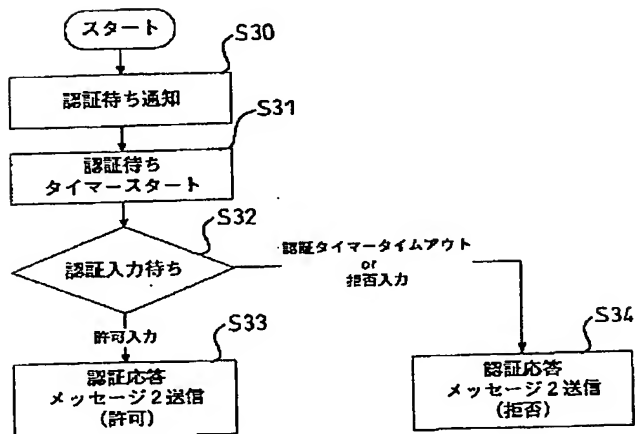 スタート
S30
認証待ち通知
S31
認証待ち
タイマースタート
S32
認証入力待ち
認証タイマータイムアウト
or
拒否入力
許可入力
S33
認証応答
メッセージ2送信
(許可)
S34
認証応答
メッセージ2送信
(拒否)